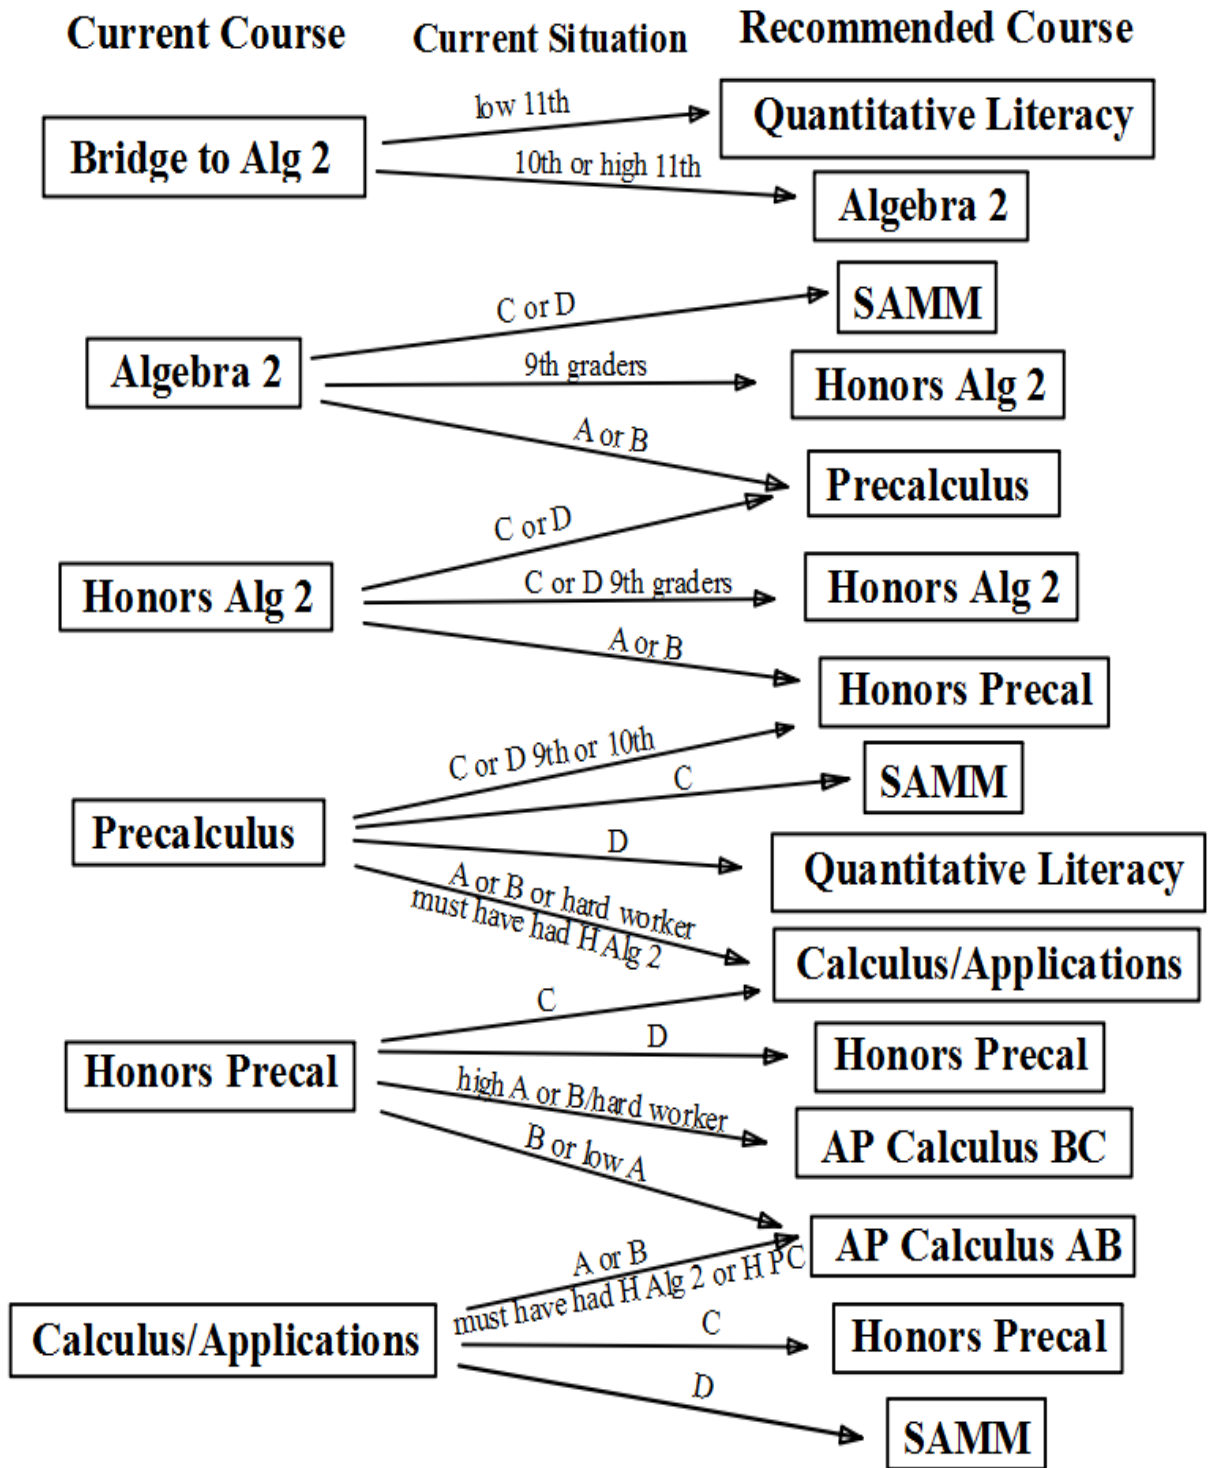 Current Course
Current Situation
Recommended Course
Bridge to Alg 2
low 11th
Quantitative Literacy
10th or high 11th
Algebra 2
Algebra 2
C or D
SAMM
9th graders
Honors Alg 2
A or B
Precalculus
Honors Alg 2
C or D
C or D 9th graders
Honors Alg 2
A or B
Honors Precal
Precalculus
C or D 9th or 10th
C
SAMM
D
Quantitative Literacy
A or B or hard worker
must have had H Alg 2
Calculus/Applications
Honors Precal
C
D
Honors Precal
high A or B/hard worker
AP Calculus BC
B or low A
AP Calculus AB
Calculus/Applications
A or B
must have had H Alg 2 or H PC
C
Honors Precal
D
SAMM